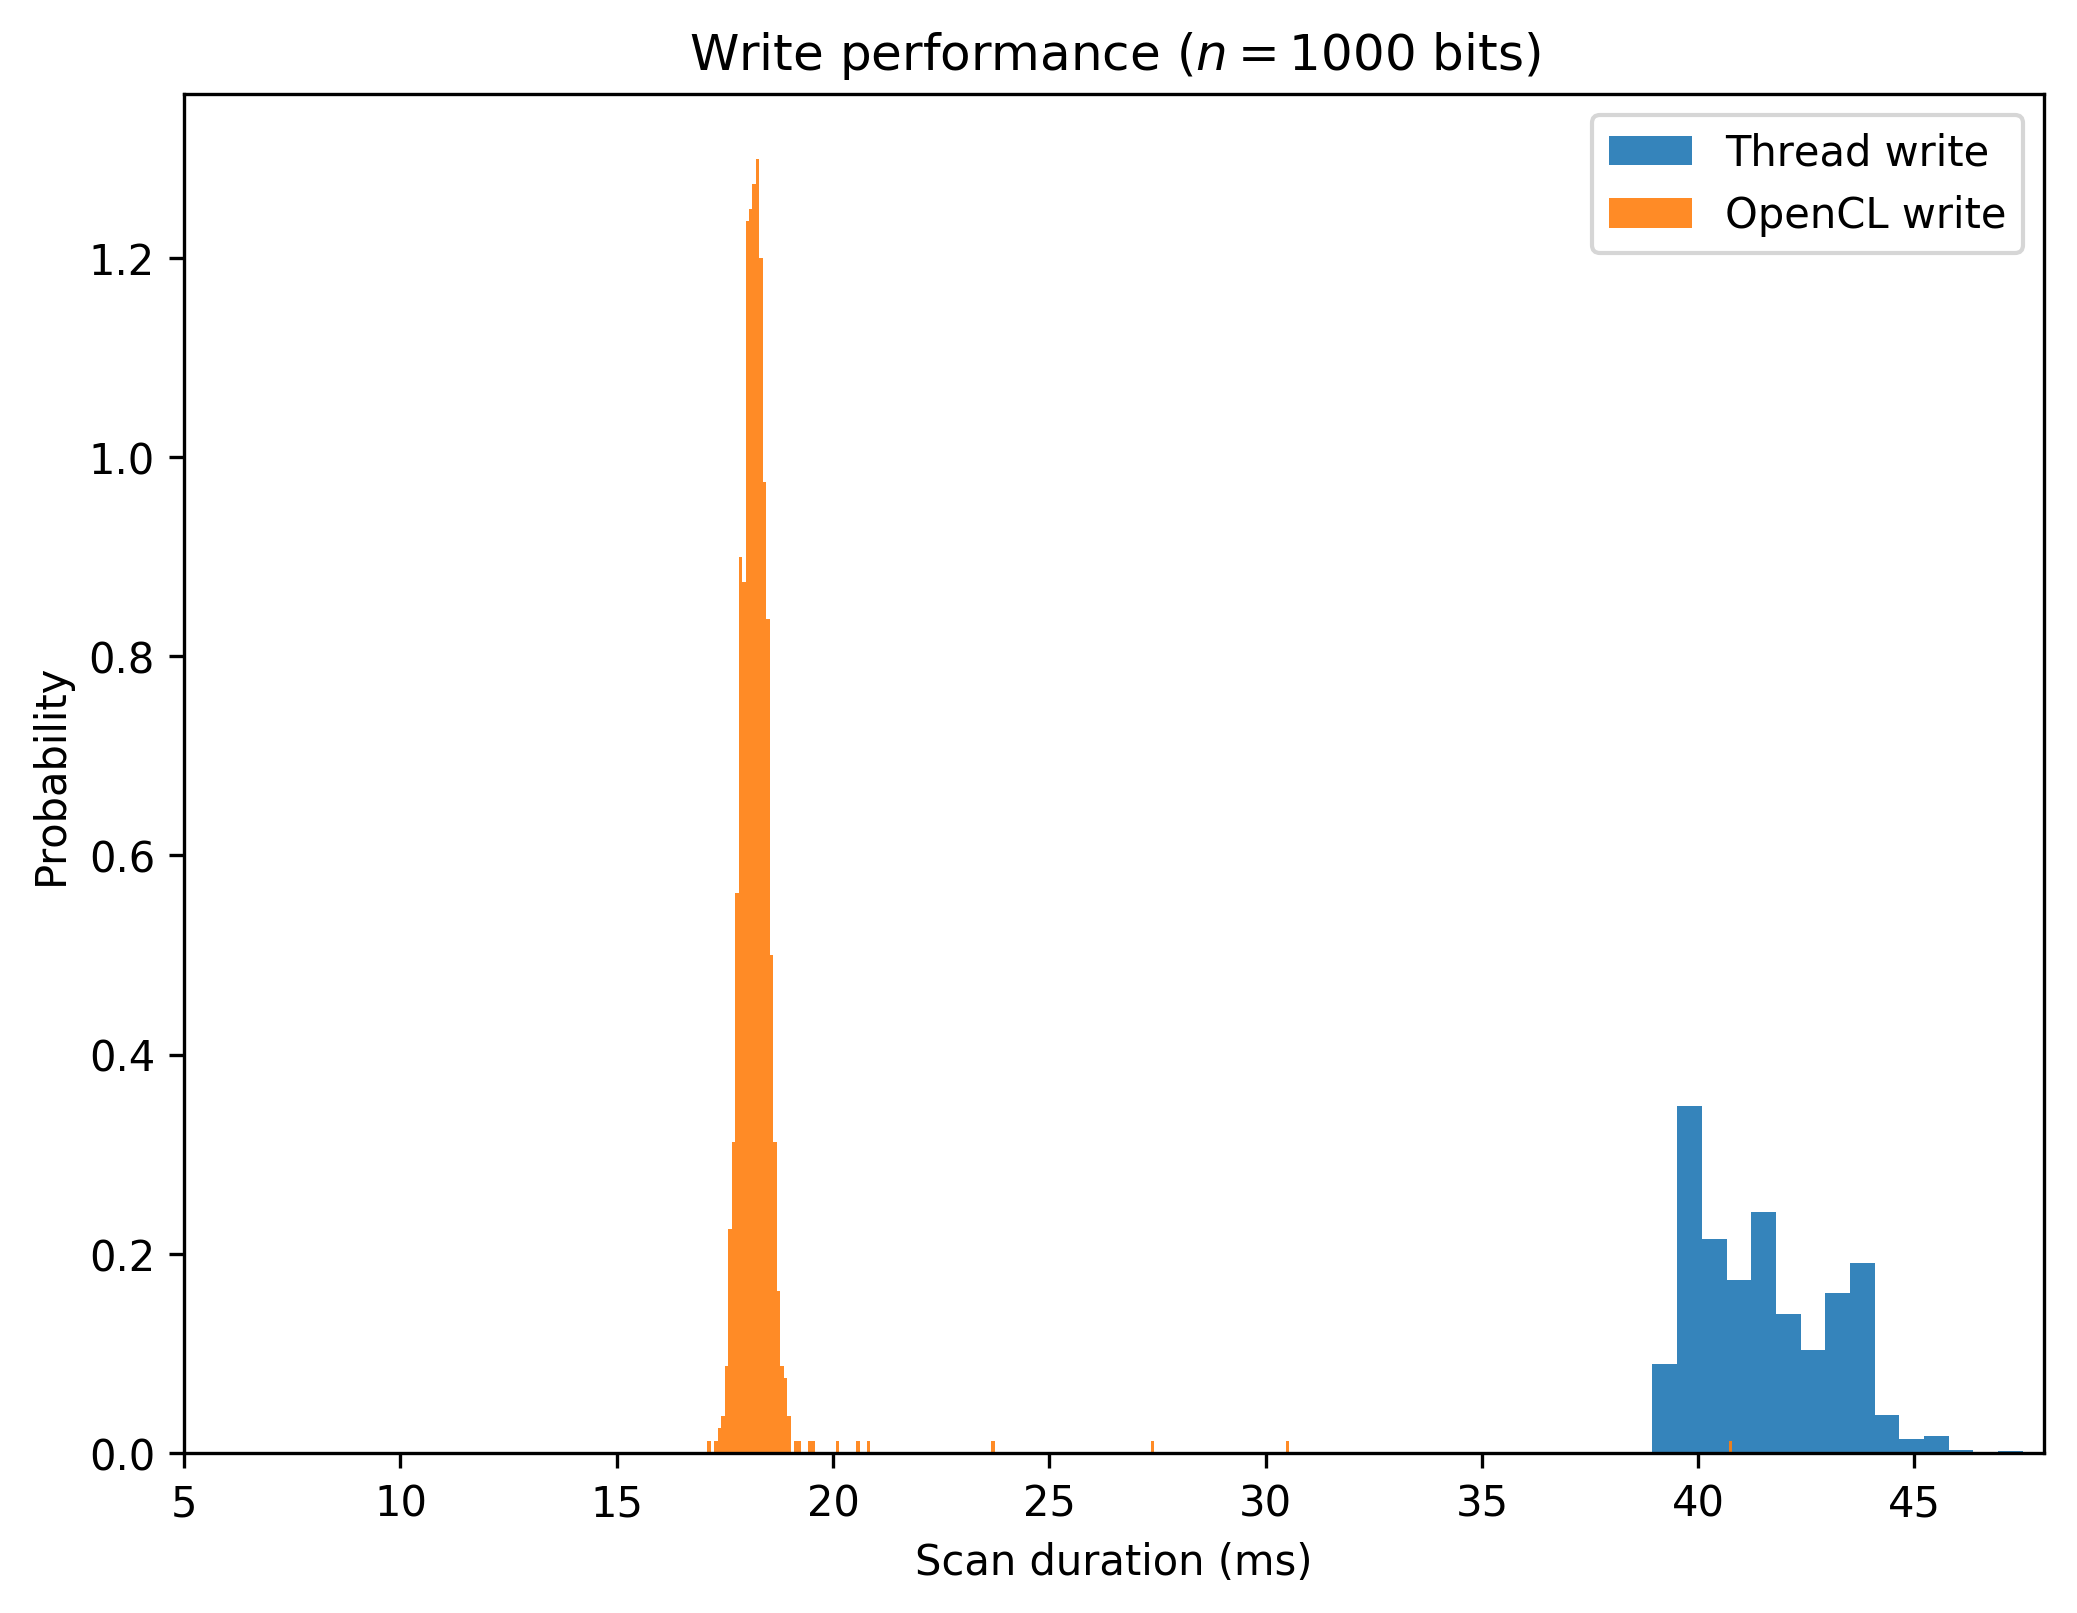 Write performance (n = 1000 bits)
Thread write
OpenCL write
1.2
1.0
0.8
0.6
0.4
0.2
0.0
Probability
5 10 15 20 25 30 35 40 45
Scan duration (ms)